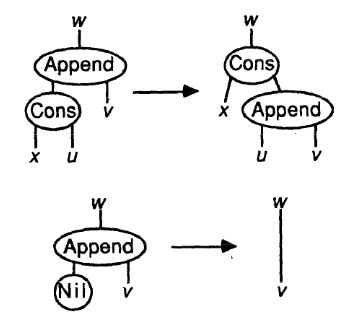 w w
Append Cons
Cons v x Append
x u u v
w w
Append
Nil v v